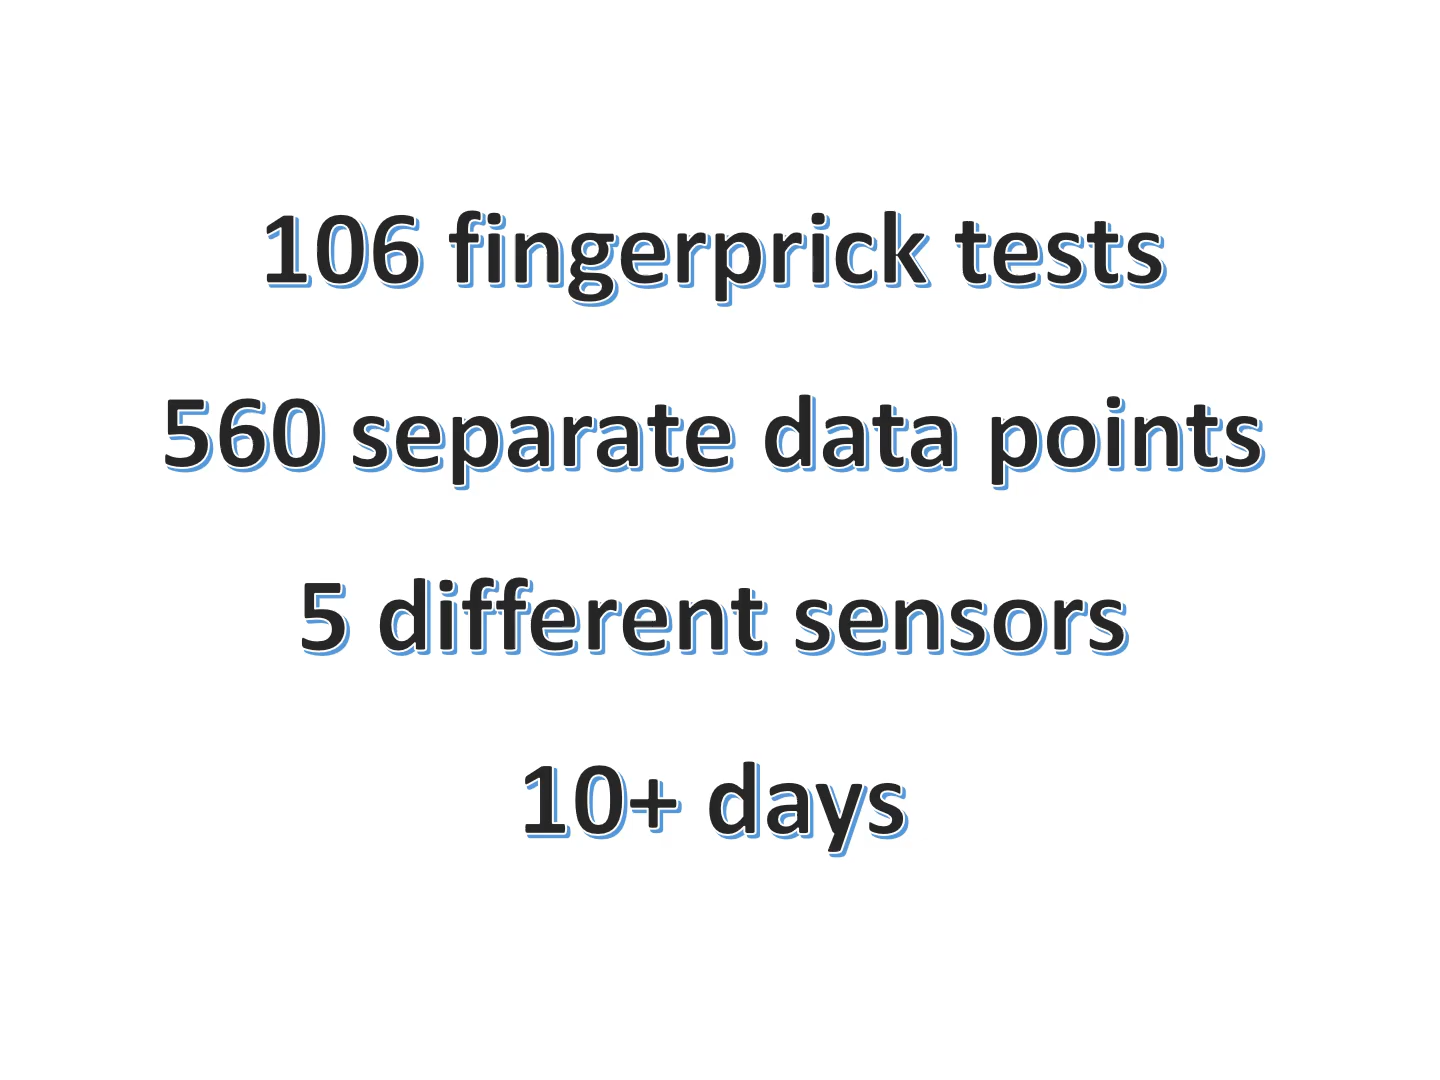 106 fingerprick tests
560 separate data points
5 different sensors
10+ days